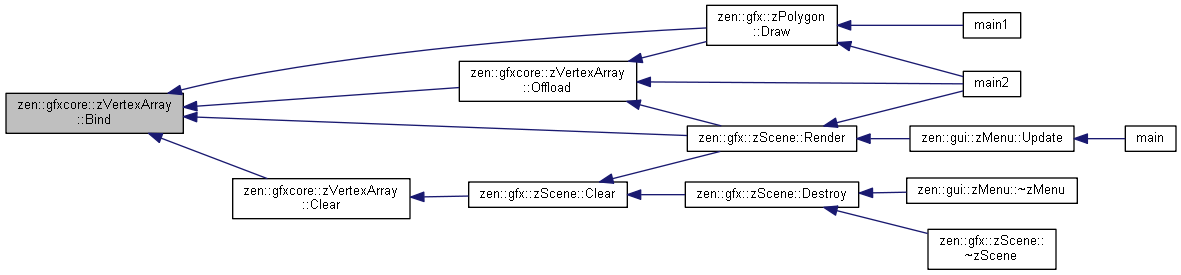 zen::gfxcore::zVertexArray
::Bind
zen::gfx::zPolygon
::Draw
main1
zen::gfxcore::zVertexArray
::Offload
main2
zen::gfx::zScene::Render
zen::gui::zMenu::Update
main
zen::gfxcore::zVertexArray
::Clear
zen::gfx::zScene::Clear
zen::gfx::zScene::Destroy
zen::gui::zMenu::~zMenu
zen::gfx::zScene::
~zScene